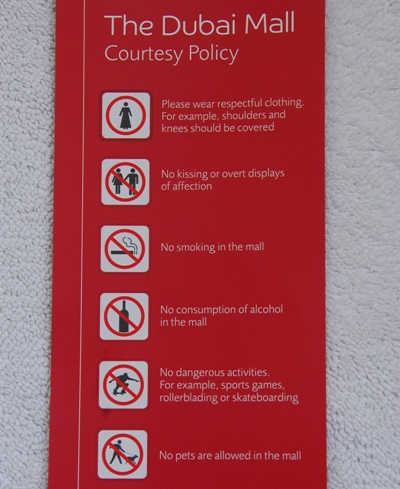 The Dubai Mall
Courtesy Policy
Please wear respectful clothing.
For example, shoulders and
knees should be covered
No kissing or overt displays
of affection
No smoking in the mall
No consumption of alcohol
in the mall
No dangerous activities.
For example, sports games,
rollerblading or skateboarding
No pets are allowed in the mall